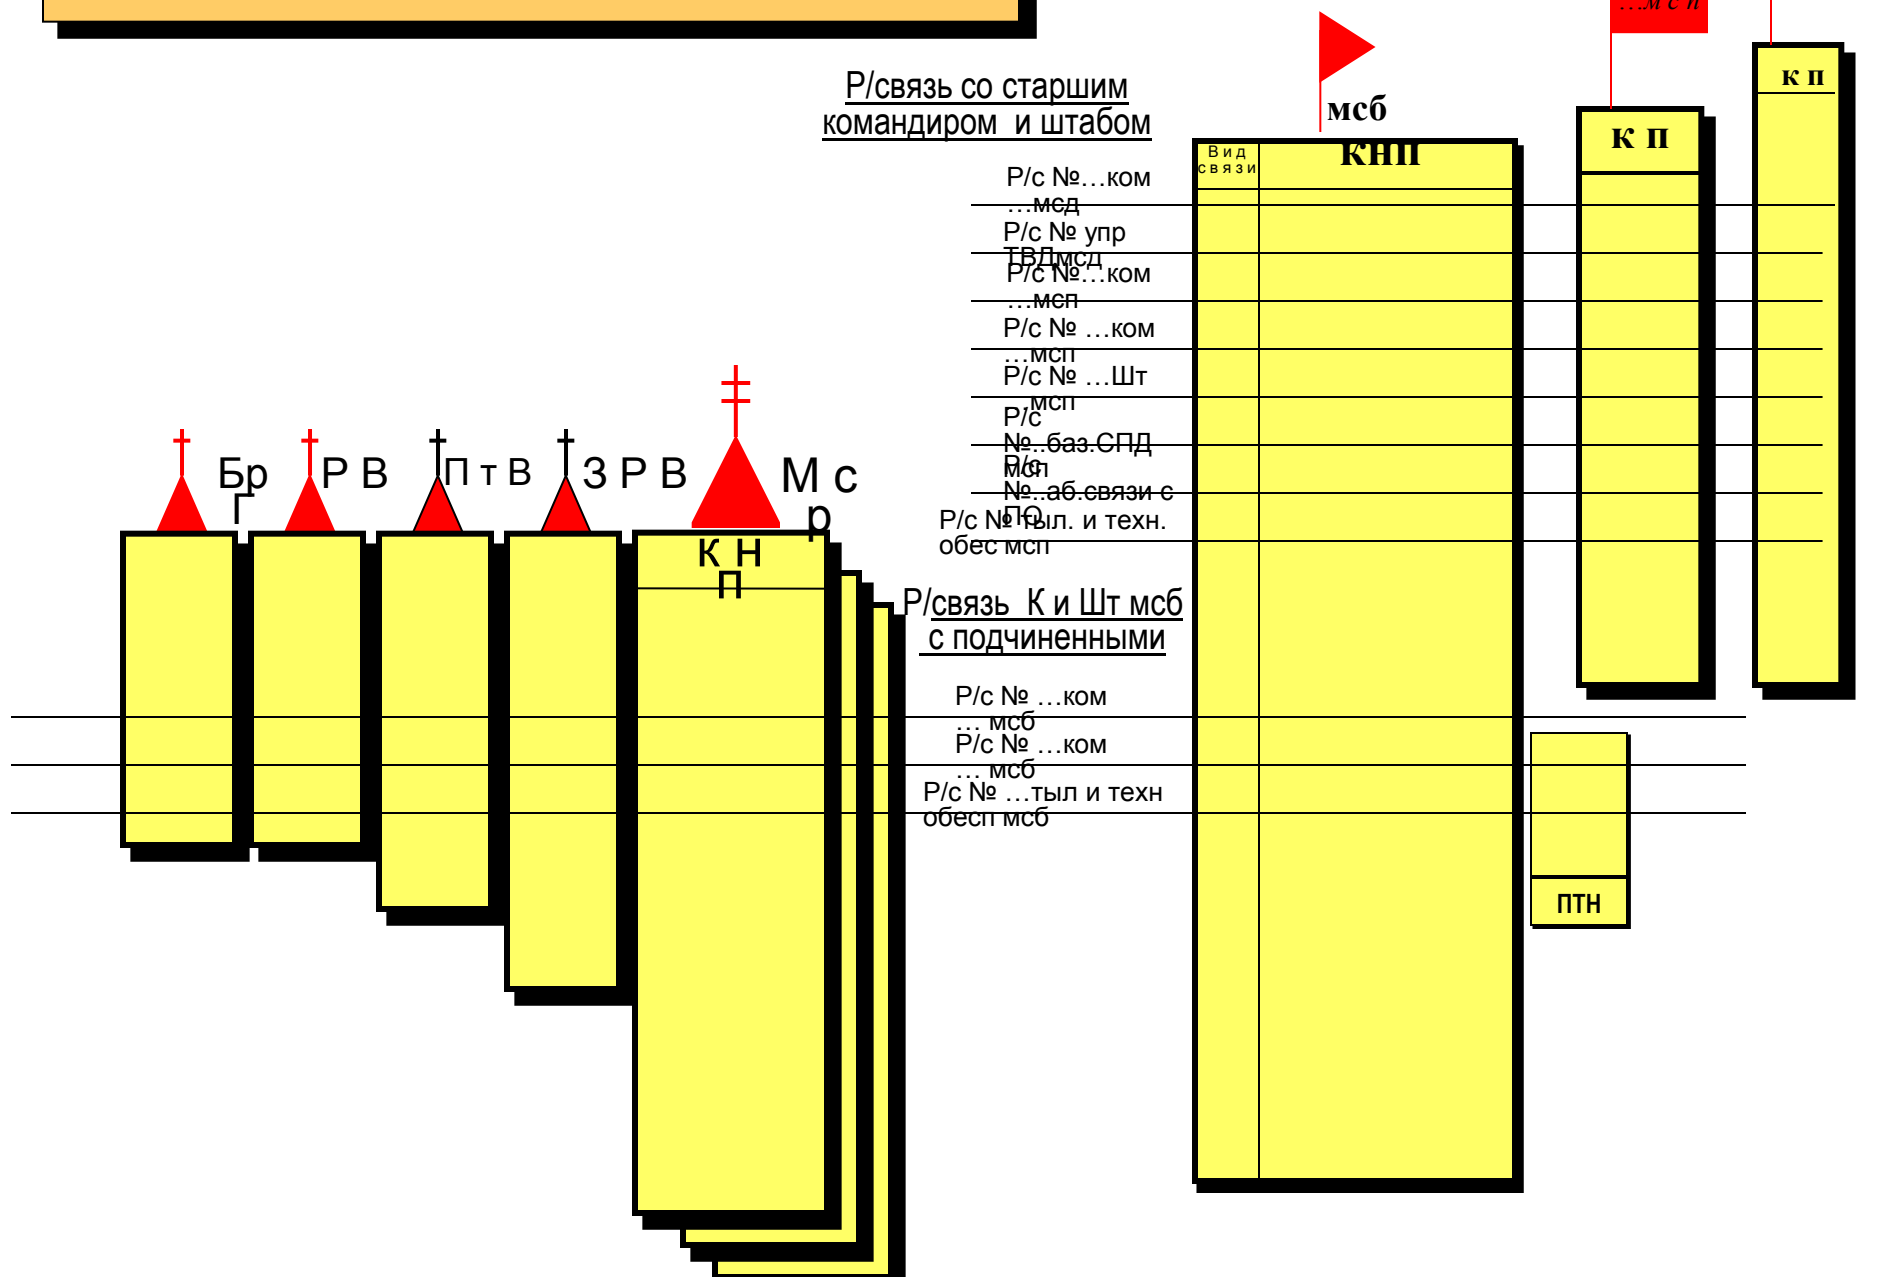 …м с п
к п
Р/связь со старшим
командиром и штабом
мсб
КНП
к п
Вид
связи
Р/с №…ком
…мсд
Р/с № упр
ТВДмсд
Р/с №…ком
…мсп
Р/с № …ком
…мсп
Р/с № …Шт
.мсп
Р/с
№..баз.СПД
мсп
Р/с
№..аб.связи с
ПЮ
Р/с № тыл. и техн.
обес мсп
Бр
Г
Р В
П т В
З Р В
М с
р
К Н
П
Р/связь К и Шт мсб
с подчиненными
Р/с № …ком
… мсб
Р/с № …ком
… мсб
Р/с № …тыл и техн
обесп мсб
ПТН